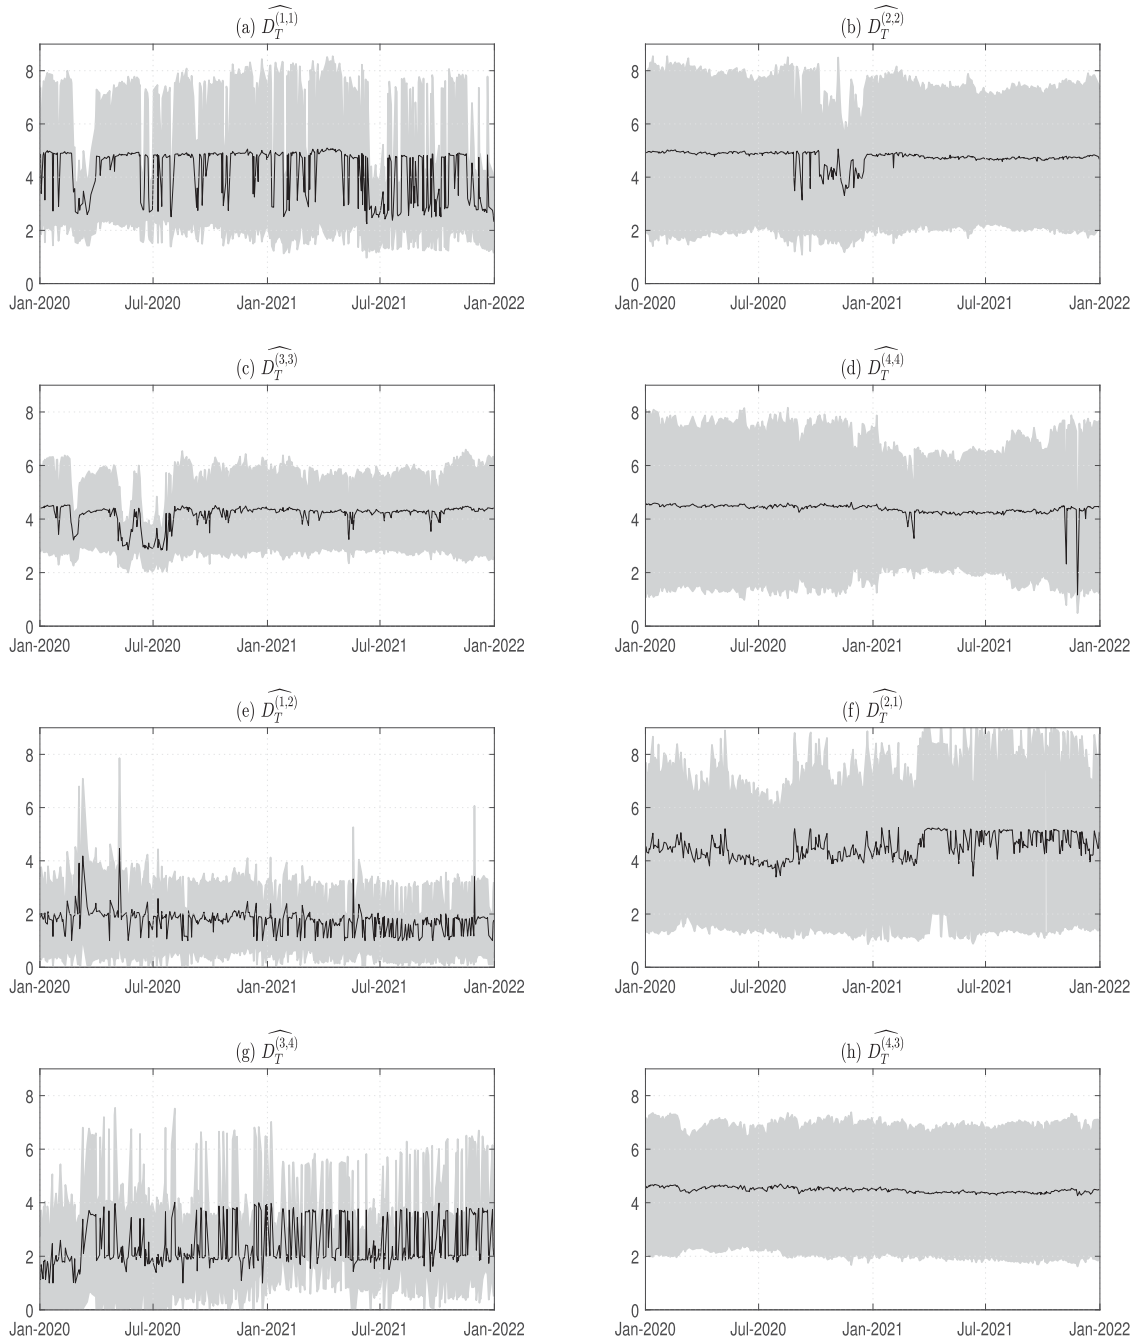 (a) $\widehat{D_T^{(1,1)}}$
(b) $\widehat{D_T^{(2,2)}}$
8
6
4
2
0
Jan-2020 Jul-2020 Jan-2021 Jul-2021 Jan-2022
8
6
4
2
0
Jan-2020 Jul-2020 Jan-2021 Jul-2021 Jan-2022
(c) $\widehat{D_T^{(3,3)}}$
(d) $\widehat{D_T^{(4,4)}}$
8
6
4
2
0
Jan-2020 Jul-2020 Jan-2021 Jul-2021 Jan-2022
8
6
4
2
0
Jan-2020 Jul-2020 Jan-2021 Jul-2021 Jan-2022
(e) $\widehat{D_T^{(1,2)}}$
(f) $\widehat{D_T^{(2,1)}}$
8
6
4
2
0
Jan-2020 Jul-2020 Jan-2021 Jul-2021 Jan-2022
8
6
4
2
0
Jan-2020 Jul-2020 Jan-2021 Jul-2021 Jan-2022
(g) $\widehat{D_T^{(3,4)}}$
(h) $\widehat{D_T^{(4,3)}}$
8
6
4
2
0
Jan-2020 Jul-2020 Jan-2021 Jul-2021 Jan-2022
8
6
4
2
0
Jan-2020 Jul-2020 Jan-2021 Jul-2021 Jan-2022